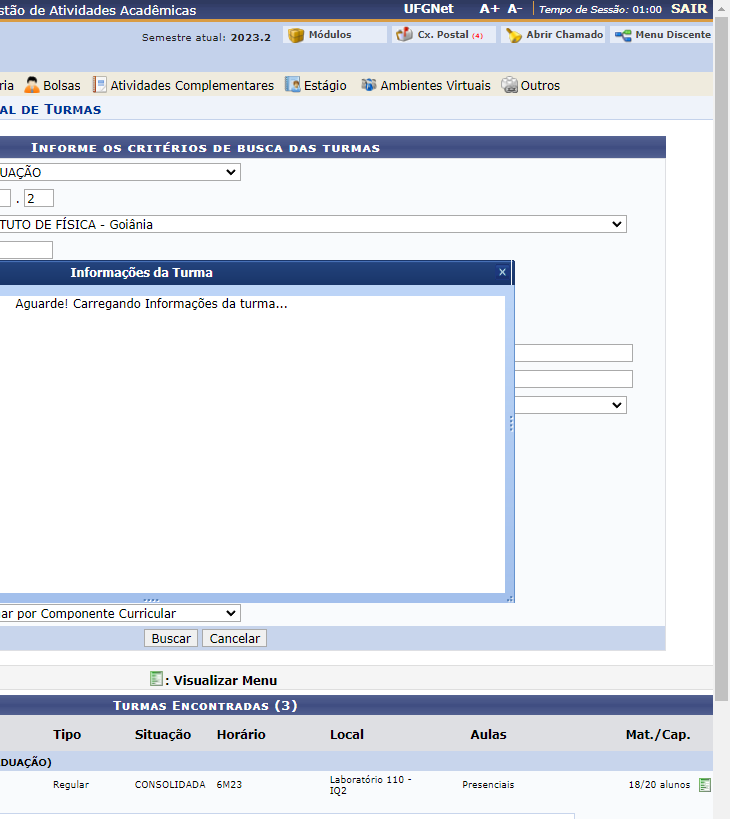 stão de Atividades Acadêmicas UFGNet A+ A- Tempo de Sessão: 01:00 SAIR
Semestre atual: 2023.2 Módulos Cx. Postal (4) Abrir Chamado Menu Discente
ria Bolsas Atividades Complementares Estágio Ambientes Virtuais Outros
AL DE TURMAS
INFORME OS CRITÉRIOS DE BUSCA DAS TURMAS
UAÇÃO
. 2
TUTO DE FÍSICA - Goiânia
Informações da Turma x
Aguarde! Carregando Informações da turma...
ar por Componente Curricular
Buscar Cancelar
: Visualizar Menu
TURMAS ENCONTRADAS (3)
Tipo Situação Horário Local Aulas Mat./Cap.
DUAÇÃO)
Regular CONSOLIDADA 6M23 Laboratório 110 - Presenciais 18/20 alunos
IQ2